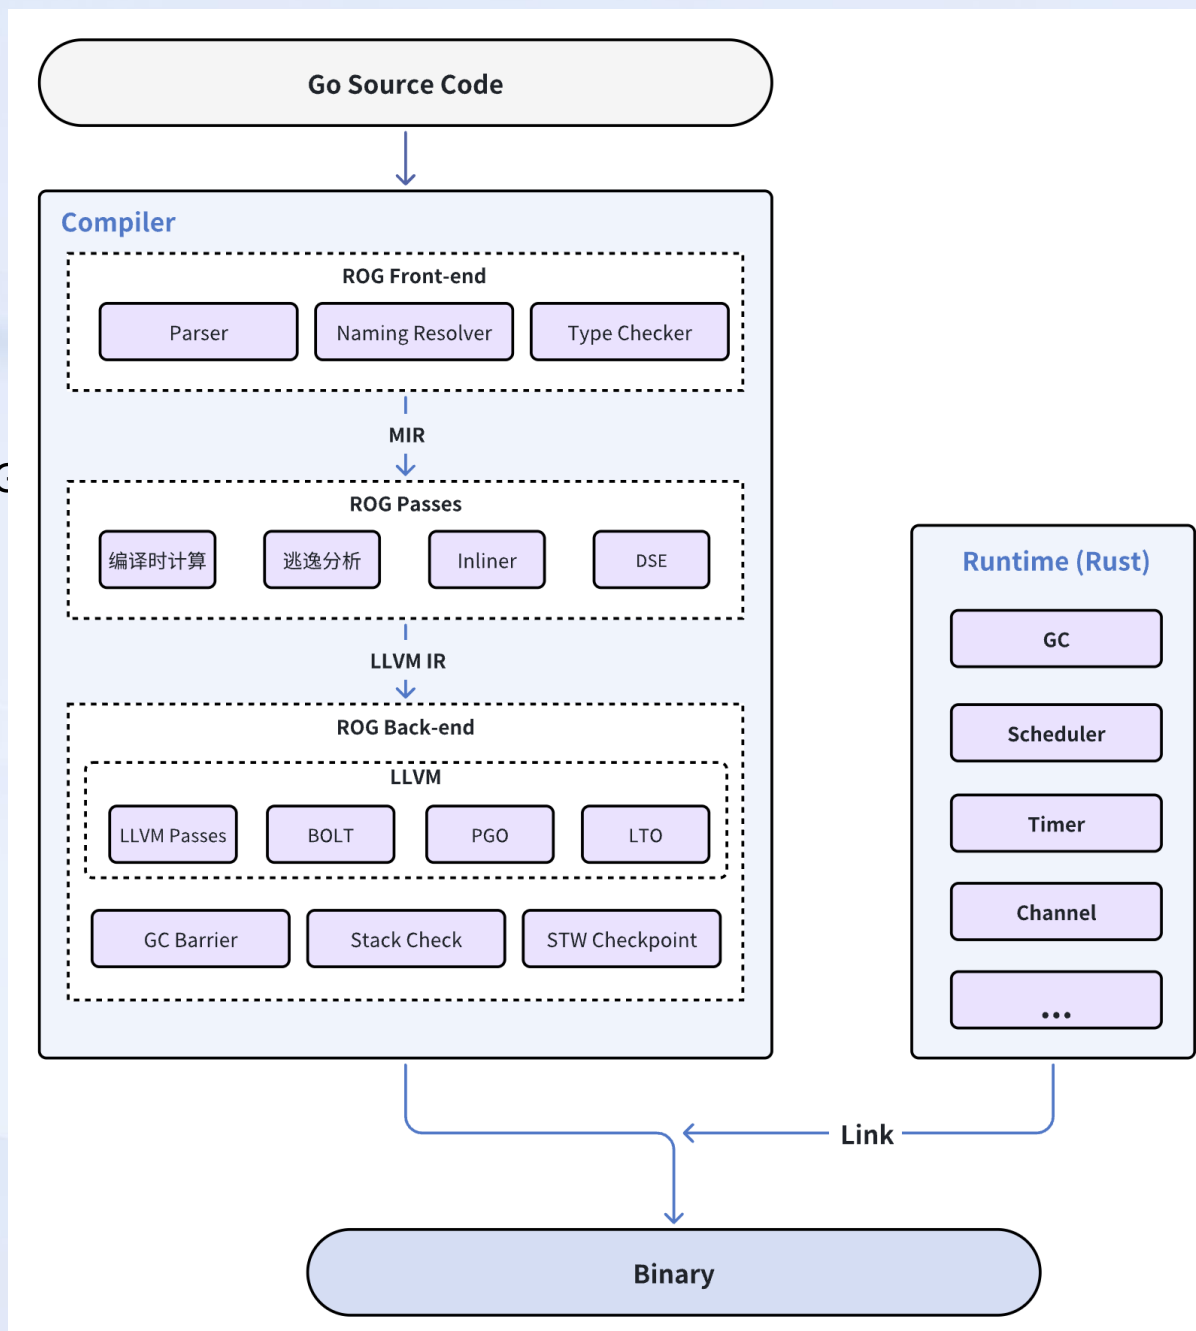 Go Source Code
Compiler
ROG Front-end
Parser
Naming Resolver
Type Checker
MIR
ROG Passes
编译时计算
逃逸分析
Inliner
DSE
LLVM IR
ROG Back-end
LLVM
LLVM Passes
BOLT
PGO
LTO
GC Barrier
Stack Check
STW Checkpoint
Runtime (Rust)
GC
Scheduler
Timer
Channel
...
Link
Binary